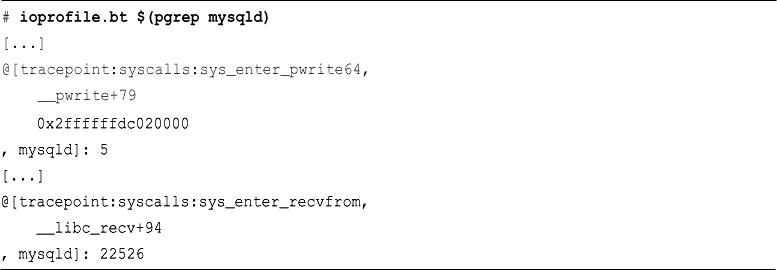 # ioprofile.bt $(pgrep mysqld)
[...]
@[tracepoint:syscalls:sys_enter_pwrite64,
    __pwrite+79
    0x2ffffffdc020000
, mysqld]: 5
[...]
@[tracepoint:syscalls:sys_enter_recvfrom,
    __libc_recv+94
, mysqld]: 22526